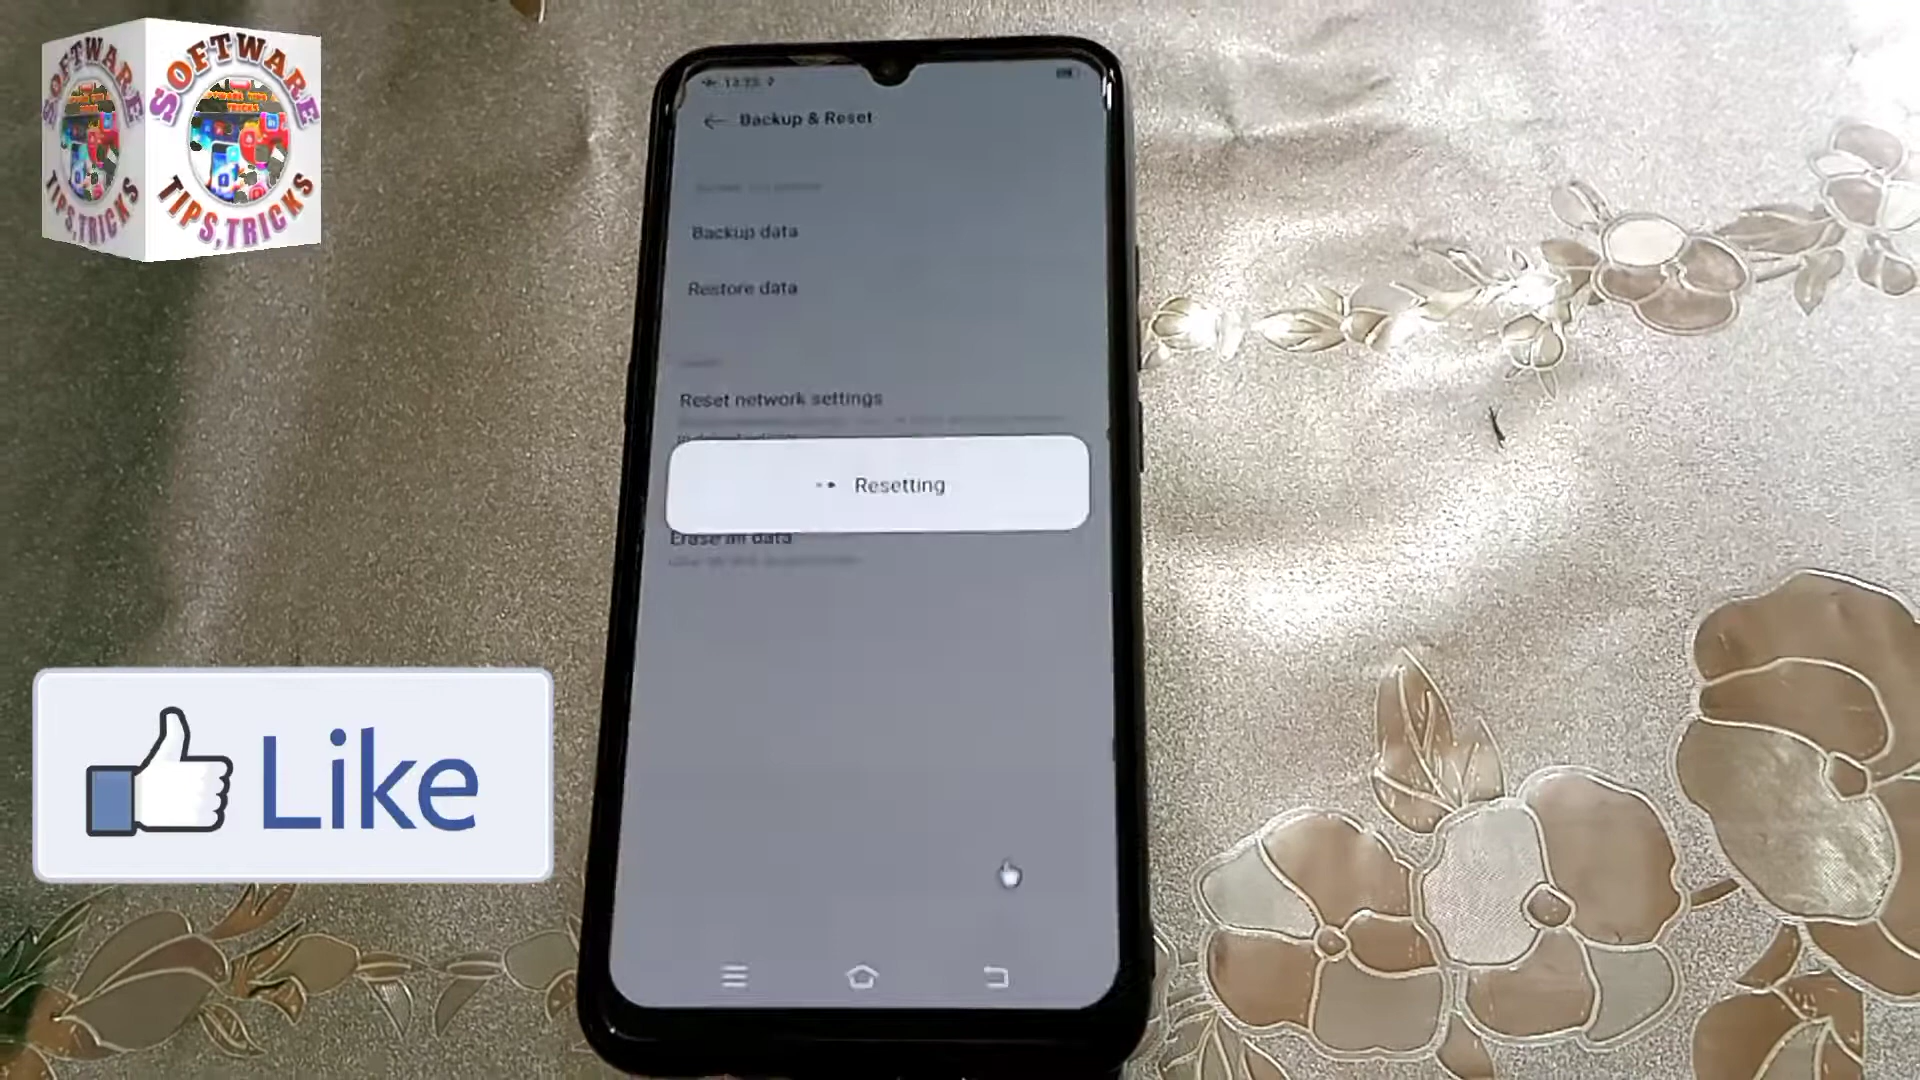 SOFTWARE
TIPS,TRICKS
SOFTWARE
TIPS,TRICKS
Backup & Reset
Backup data
Restore data
Reset network settings
Resetting
Erase all data
Like